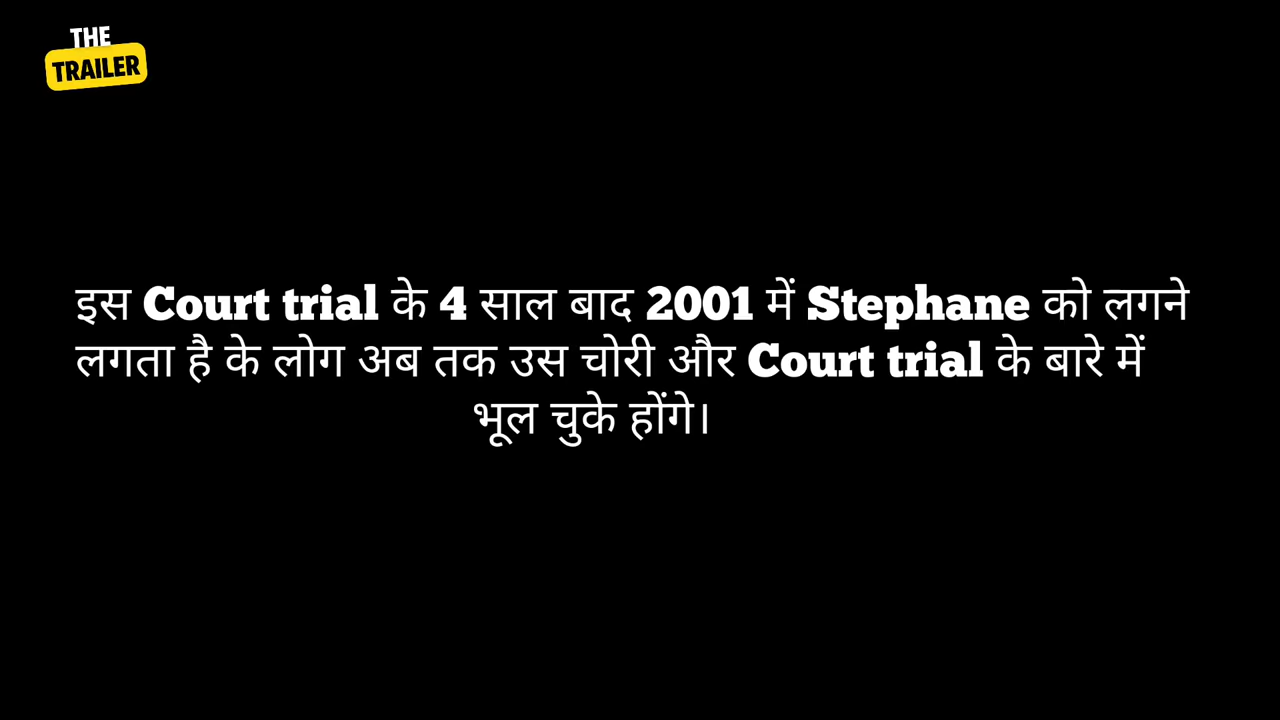 THE
TRAILER
इस Court trial के 4 साल बाद 2001 में Stephane को लगने
लगता है के लोग अब तक उस चोरी और Court trial के बारे में
भूल चुके होंगे।